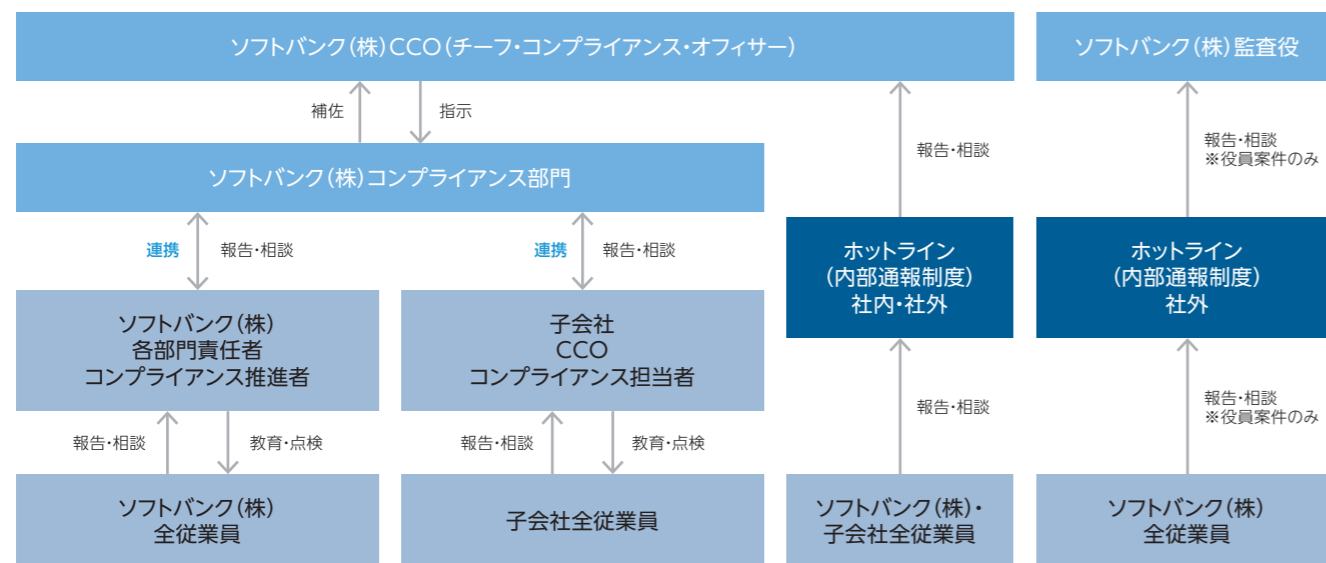 ソフトバンク(株)CCO(チーフ・コンプライアンス・オフィサー)
ソフトバンク(株)監査役
補佐
指示
報告・相談
報告・相談
※役員案件のみ
ソフトバンク(株)コンプライアンス部門
連携
報告・相談
連携
報告・相談
ホットライン
(内部通報制度)
社内・社外
ホットライン
(内部通報制度)
社外
ソフトバンク(株)
各部門責任者
コンプライアンス推進者
子会社
CCO
コンプライアンス担当者
報告・相談
教育・点検
報告・相談
教育・点検
報告・相談
報告・相談
※役員案件のみ
ソフトバンク(株)
全従業員
子会社全従業員
ソフトバンク(株)・
子会社全従業員
ソフトバンク(株)
全従業員